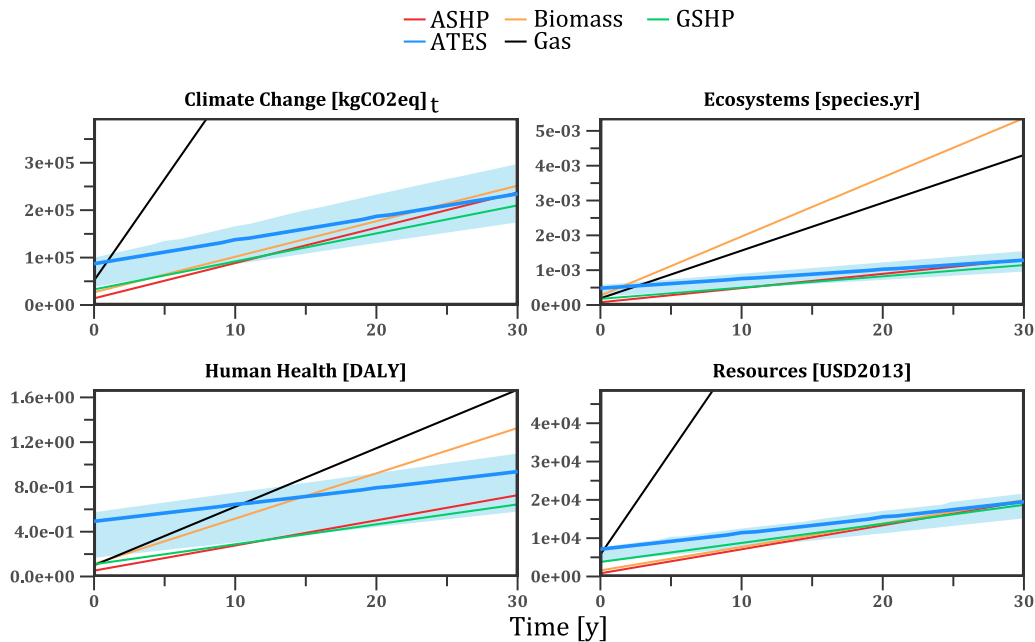 ASHP Biomass GSHP
ATES Gas
Climate Change [kgCO2eq] t
Ecosystems [species.yr]
3e+05
2e+05
1e+05
0e+00
0 10 20 30
5e-03
4e-03
3e-03
2e-03
1e-03
0e+00
0 10 20 30
Human Health [DALY]
Resources [USD2013]
1.6e+00
1.2e+00
8.0e-01
4.0e-01
0.0e+00
0 10 20 30
4e+04
3e+04
2e+04
1e+04
0e+00
0 10 20 30
Time [y]